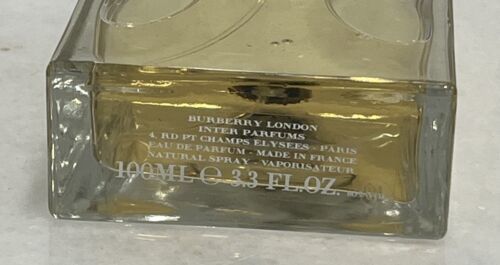 BURBERRY LONDON
INTER PARFUMS
4, RD PT CHAMPS ELYSEES - PARIS
EAU DE PARFUM - MADE IN FRANCE
NATURAL SPRAY - VAPORISATEUR
100ML ℮ 3.3 FL.OZ.